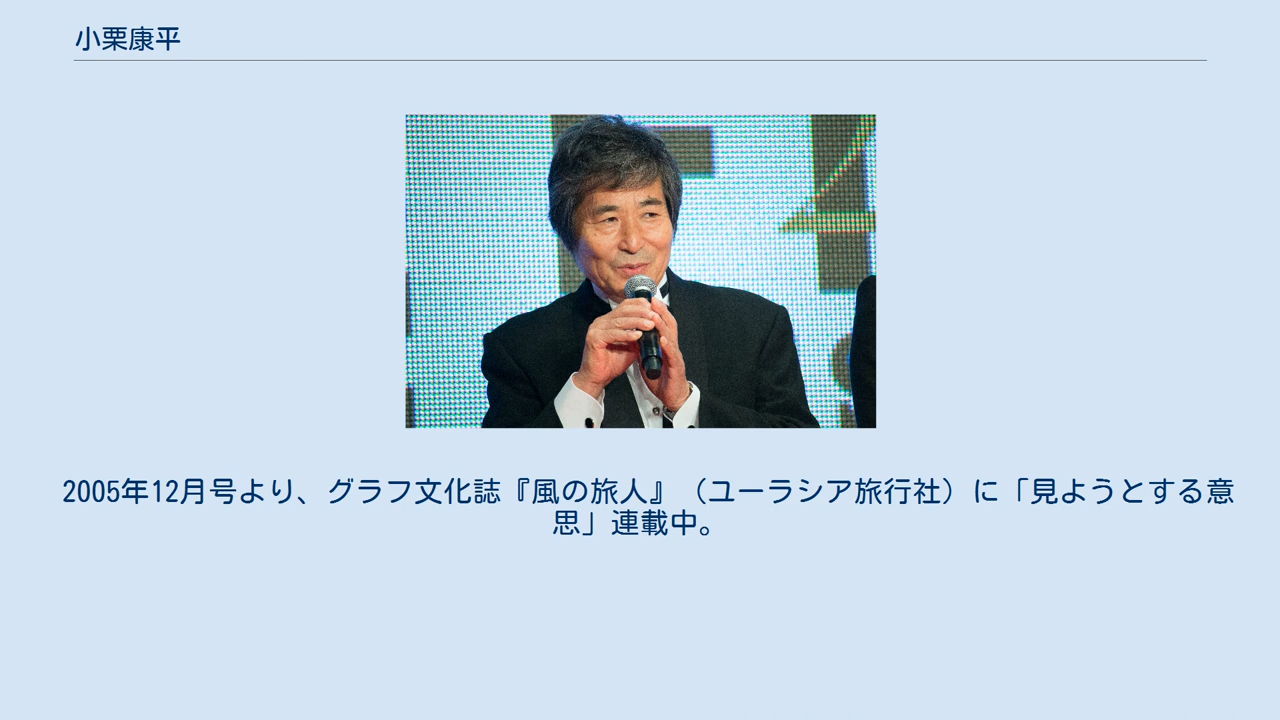 小栗康平
2005年12月号より、グラフ文化誌『風の旅人』（ユーラシア旅行社）に「見ようとする意
思」連載中。